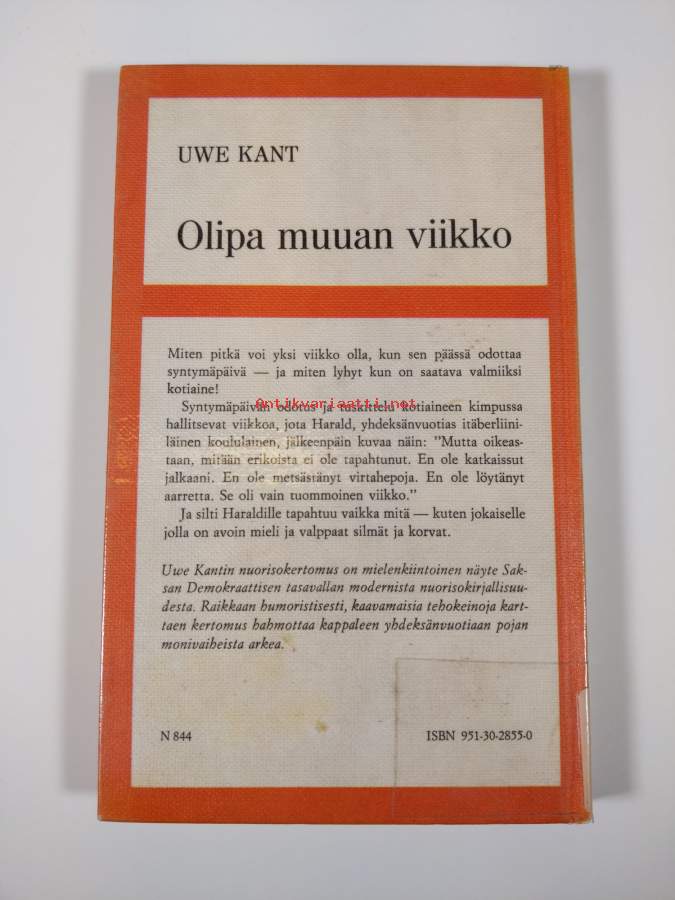 UWE KANT
Olipa muuan viikko
Miten pitkä voi yksi viikko olla, kun sen päässä odottaa
syntymäpäivä — ja miten lyhyt kun on saatava valmiiksi
kotiaine!
Antikvariaatti.net
Syntymäpäivän odotus ja tuskittelu kotiaineen kimpussa
hallitsevat viikkoa, jota Harald, yhdeksänvuotias itäberliini-
läinen koululainen, jälkeenpäin kuvaa näin: ”Mutta oikeas-
taan, mitään erikoista ei ole tapahtunut. En ole katkaissut
jalkaani. En ole metsästänyt virtahepoja. En ole löytänyt
aarretta. Se oli vain tuommoinen viikko.”
Ja silti Haraldille tapahtuu vaikka mitä — kuten jokaiselle
jolla on avoin mieli ja valppaat silmät ja korvat.
Uwe Kantin nuorisokertomus on mielenkiintoinen näyte Sak-
san Demokraattisen tasavallan modernista nuorisokirjallisuu-
desta. Raikkaan humoristisesti, kaavamaisia tehokeinoja kart-
taen kertomus hahmottaa kappaleen yhdeksänvuotiaan pojan
monivaiheista arkea.
N 844
ISBN 951-30-2855-0